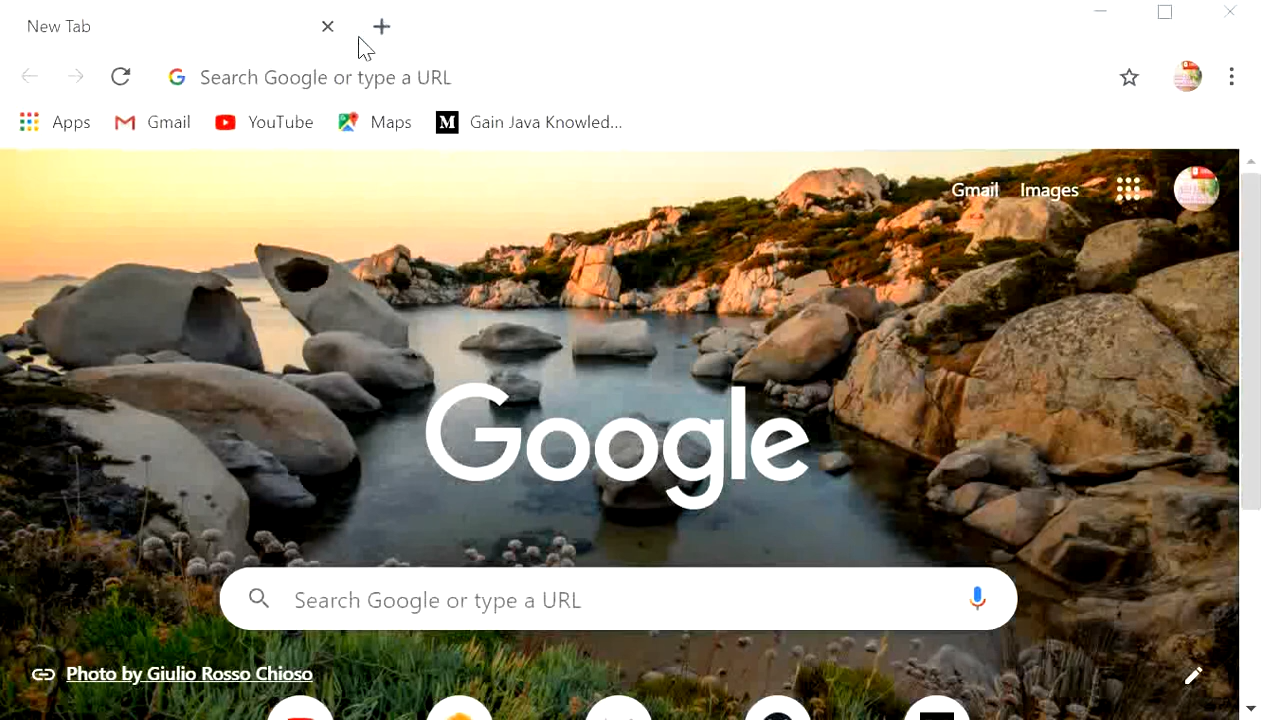 New Tab
Search Google or type a URL
Apps Gmail YouTube Maps M Gain Java Knowled...
Gmail Images
Google
Search Google or type a URL
Photo by Giulio Rosso Chioso